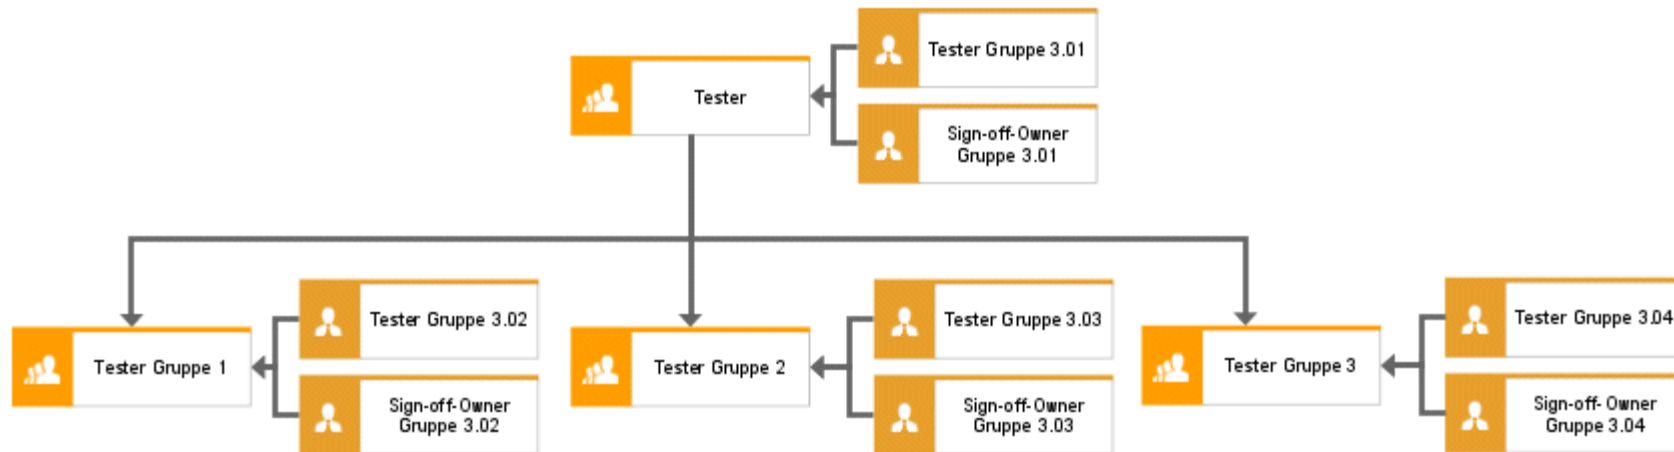 Tester Gruppe 3.01
Tester
Sign-off-Owner
Gruppe 3.01
Tester Gruppe 3.02
Tester Gruppe 1
Sign-off-Owner
Gruppe 3.02
Tester Gruppe 3.03
Tester Gruppe 2
Sign-off-Owner
Gruppe 3.03
Tester Gruppe 3.04
Tester Gruppe 3
Sign-off-Owner
Gruppe 3.04